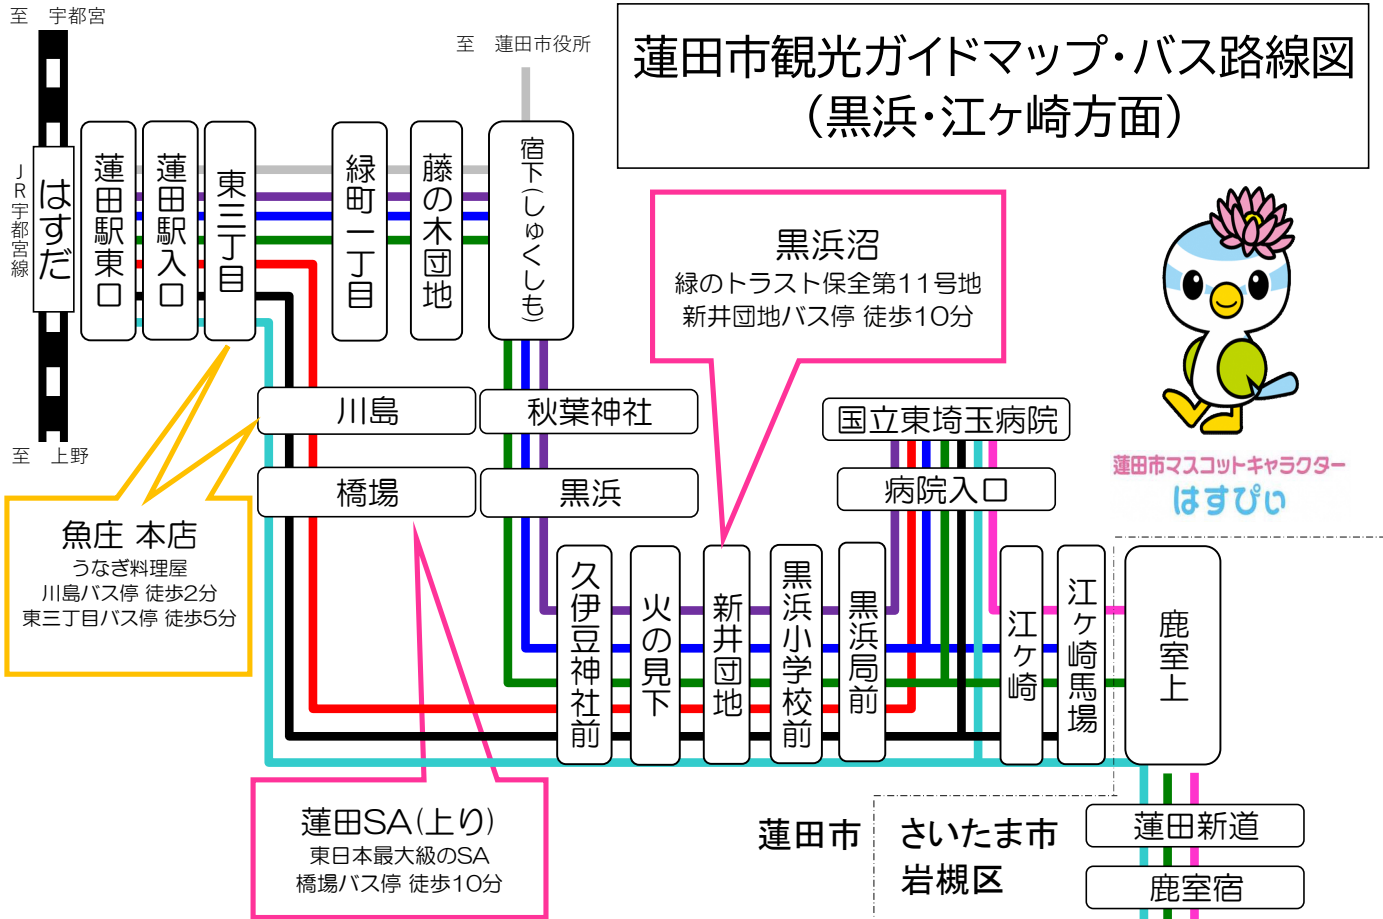 至　宇都宮
至　蓮田市役所
蓮田市観光ガイドマップ・バス路線図
（黒浜・江ヶ崎方面）
JR宇都宮線
はすだ
蓮田駅東口
蓮田駅入口
東三丁目
緑町一丁目
藤の木団地
宿下(しゅくしも)
黒浜沼
緑のトラスト保全第11号地
新井団地バス停 徒歩10分
川島
秋葉神社
国立東埼玉病院
至　上野
橋場
黒浜
病院入口
蓮田市マスコットキャラクター
はすぴぃ
魚庄 本店
うなぎ料理屋
川島バス停 徒歩2分
東三丁目バス停 徒歩5分
久伊豆神社前
火の見下
新井団地
黒浜小学校前
黒浜局前
江ヶ崎
江ヶ崎馬場
鹿室上
蓮田SA(上り)
東日本最大級のSA
橋場バス停 徒歩10分
蓮田市
さいたま市
岩槻区
蓮田新道
鹿室宿